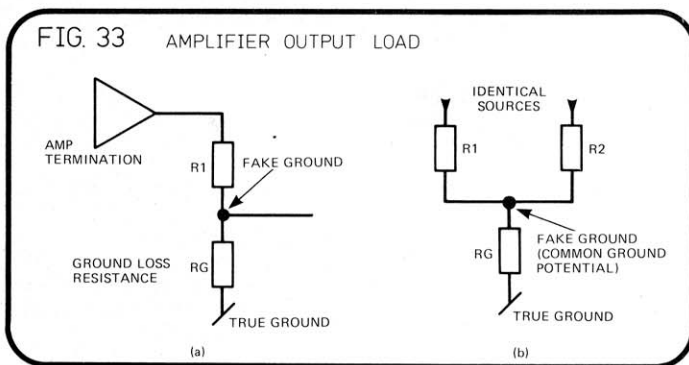 FIG. 33 AMPLIFIER OUTPUT LOAD
AMP
TERMINATION
R1
FAKE GROUND
GROUND LOSS
RESISTANCE
RG
TRUE GROUND
(a)
IDENTICAL
SOURCES
R1
R2
FAKE GROUND
(COMMON GROUND
POTENTIAL)
RG
TRUE GROUND
(b)